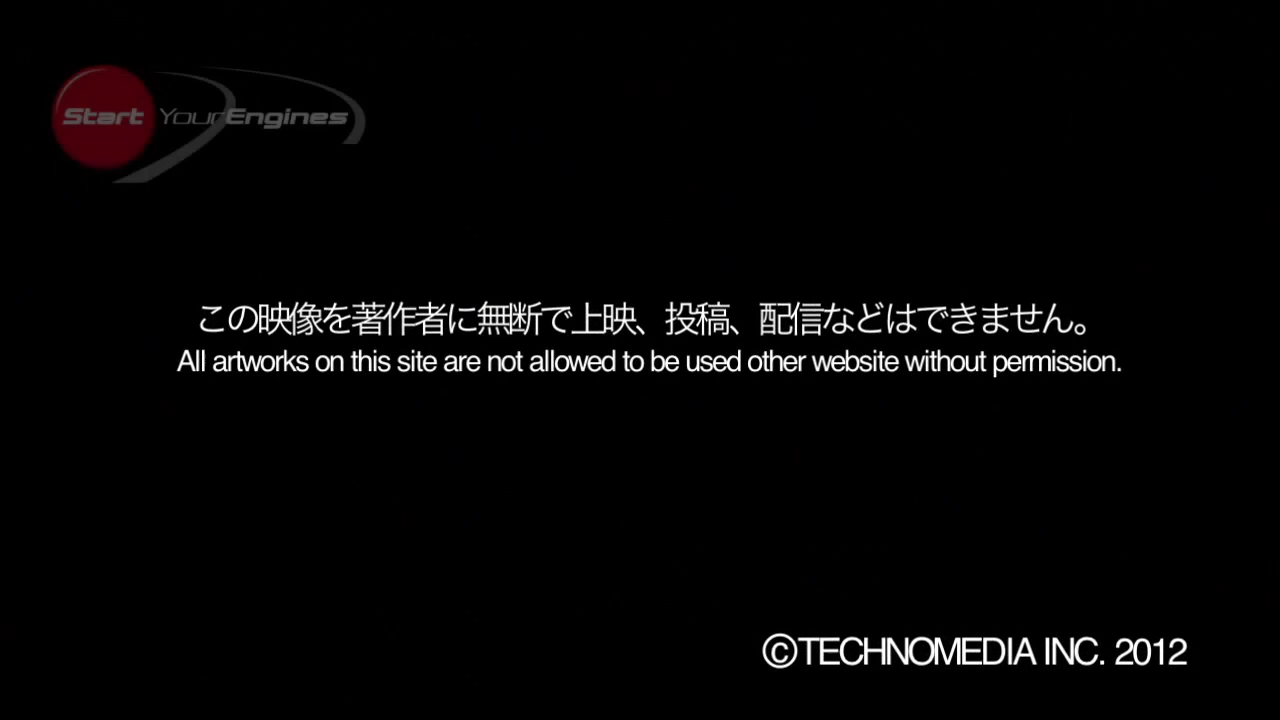 Start YourEngines
この映像を著作者に無断で上映、投稿、配信などはできません。
All artworks on this site are not allowed to be used other website without permission.
©TECHNOMEDIA INC. 2012